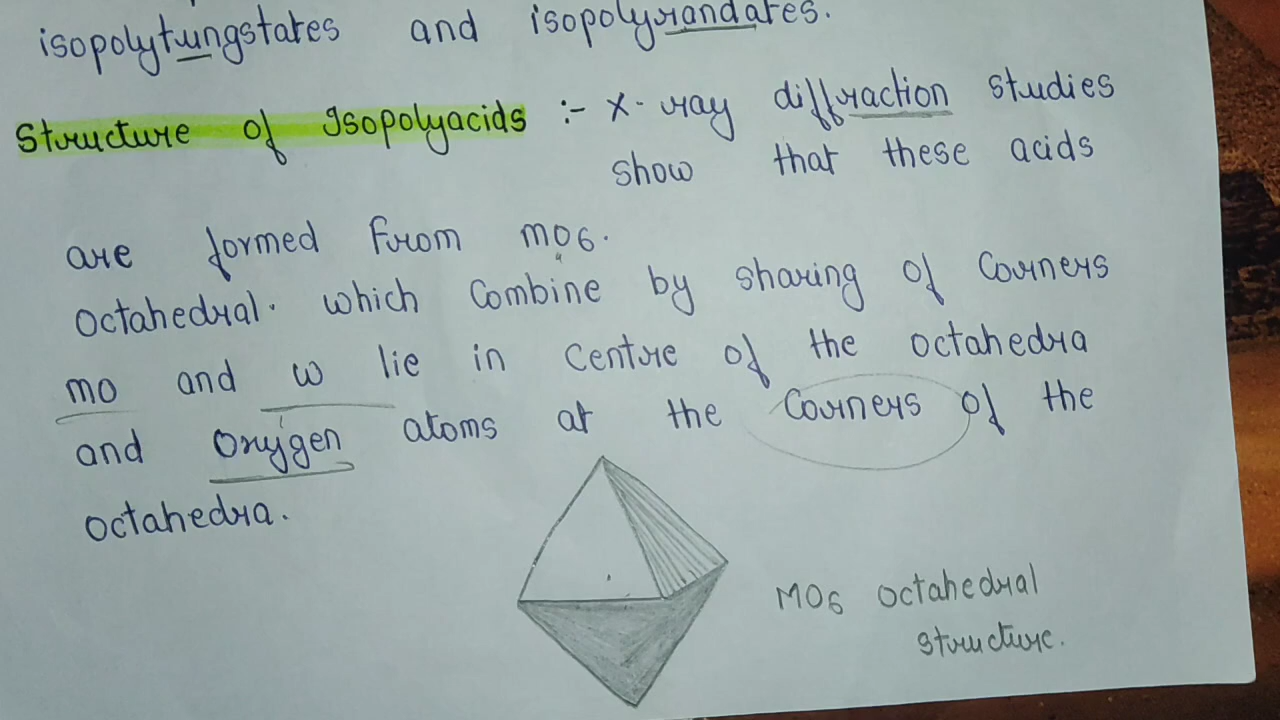 isopolytungstates and isopolyvandates.
Structure of Isopolyacids :- X-ray diffraction studies
show that these acids
are formed From MO6.
Octahedral. which Combine by sharing of Corners
MO and W lie in Centre of the octahedra
and Oxygen atoms at the Corners of the
Octahedra.
MO6 Octahedral
Structure.